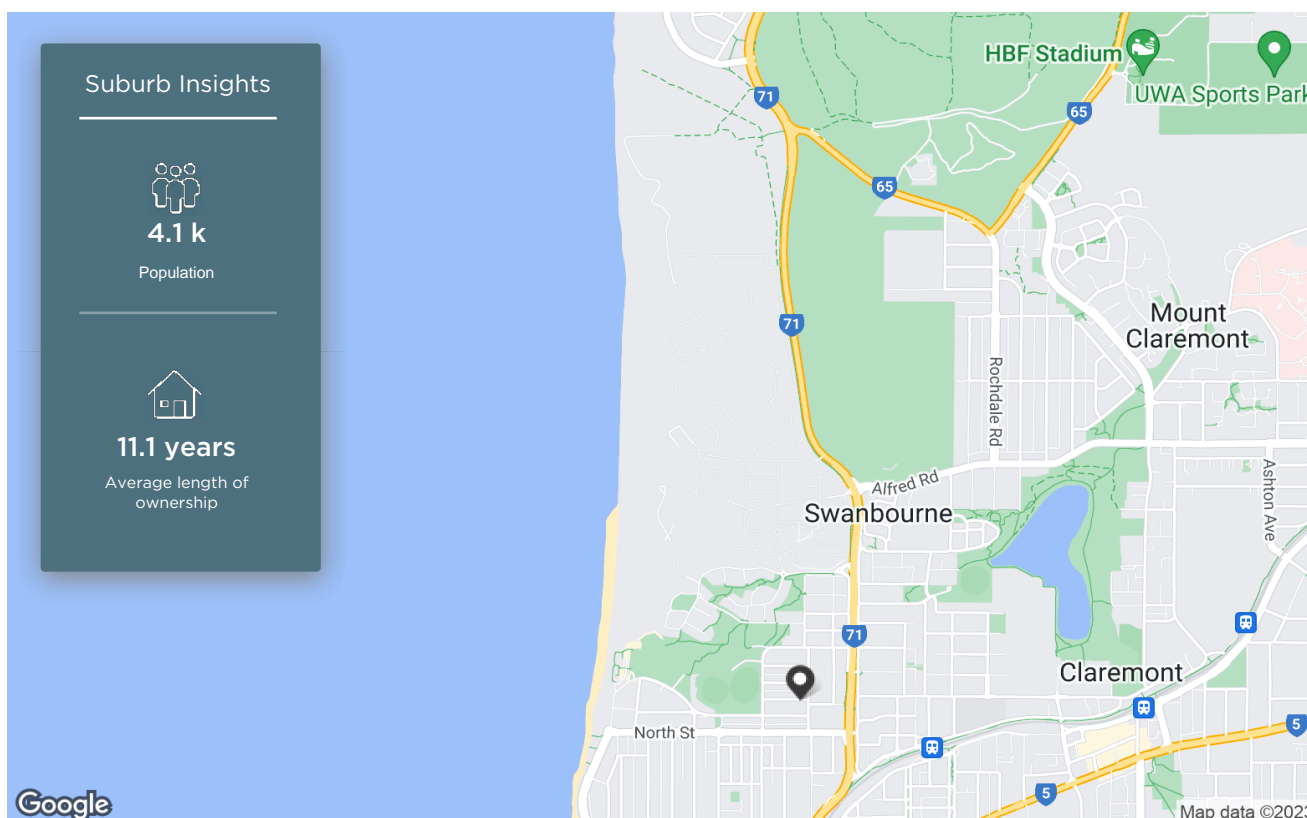 Suburb Insights
4.1 k
Population
11.1 years
Average length of
ownership
HBF Stadium
UWA Sports Park
71
65
65
Mount
Claremont
71
Rochdale Rd
Alfred Rd
Ashton Ave
Swanbourne
71
Claremont
North St
5
5
Google
Map data ©2023